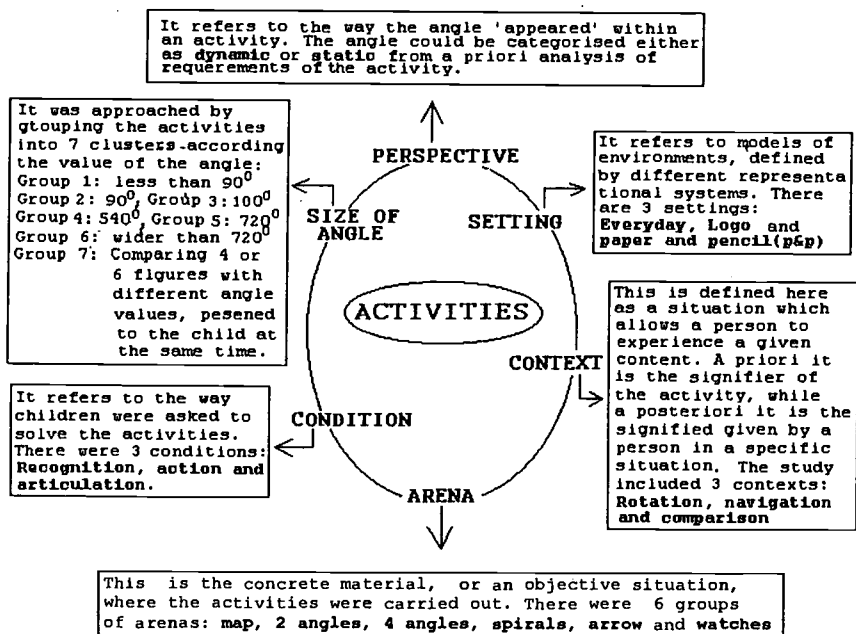 It refers to the way the angle 'appeared' within
an activity. The angle could be categorised either
as dynamic or static from a priori analysis of
requerements of the activity.
It was approached by
gtouping the activities
into 7 clusters according
the value of the angle:
Group 1: less than 90⁰
Group 2: 90⁰, Group 3: 100⁰
Group 4: 540⁰, Group 5: 720⁰
Group 6: wider than 720⁰
Group 7: Comparing 4 or
6 figures with
different angle
values, pesened
to the child at
the same time.
PERSPECTIVE
SIZE OF
ANGLE
SETTING
It refers to models of
environments, defined
by different representa
tional systems. There
are 3 settings:
Everyday, Logo and
paper and pencil(p&p)
ACTIVITIES
This is defined here
as a situation which
allows a person to
experience a given
content. A priori it
is the signifier of
the activity, while
a posteriori it is the
signified given by a
person in a specific
situation. The study
included 3 contexts:
Rotation, navigation
and comparison
CONTEXT
It refers to the way
children were asked to
solve the activities.
There were 3 conditions:
Recognition, action and
articulation.
CONDITION
ARENA
This is the concrete material, or an objective situation,
where the activities were carried out. There were 6 groups
of arenas: map, 2 angles, 4 angles, spirals, arrow and watches